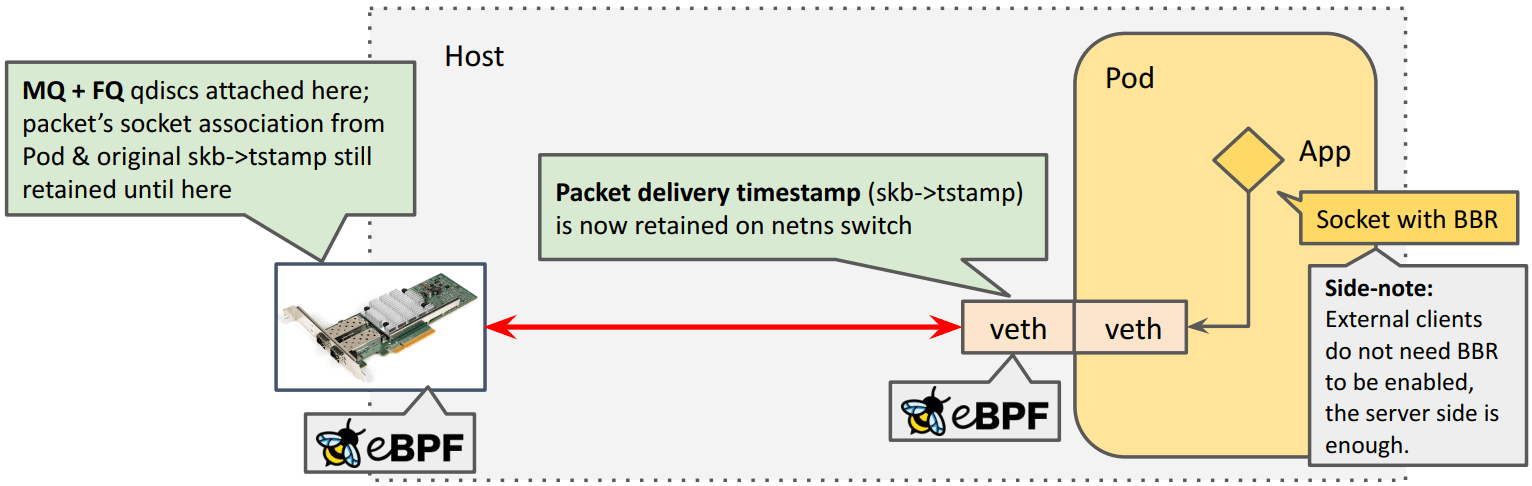 Host
MQ + FQ qdiscs attached here;
packet’s socket association from
Pod & original skb->tstamp still
retained until here
Packet delivery timestamp (skb->tstamp)
is now retained on netns switch
Pod
App
Socket with BBR
Side-note:
External clients
do not need BBR
to be enabled,
the server side is
enough.
veth
veth
eBPF
eBPF